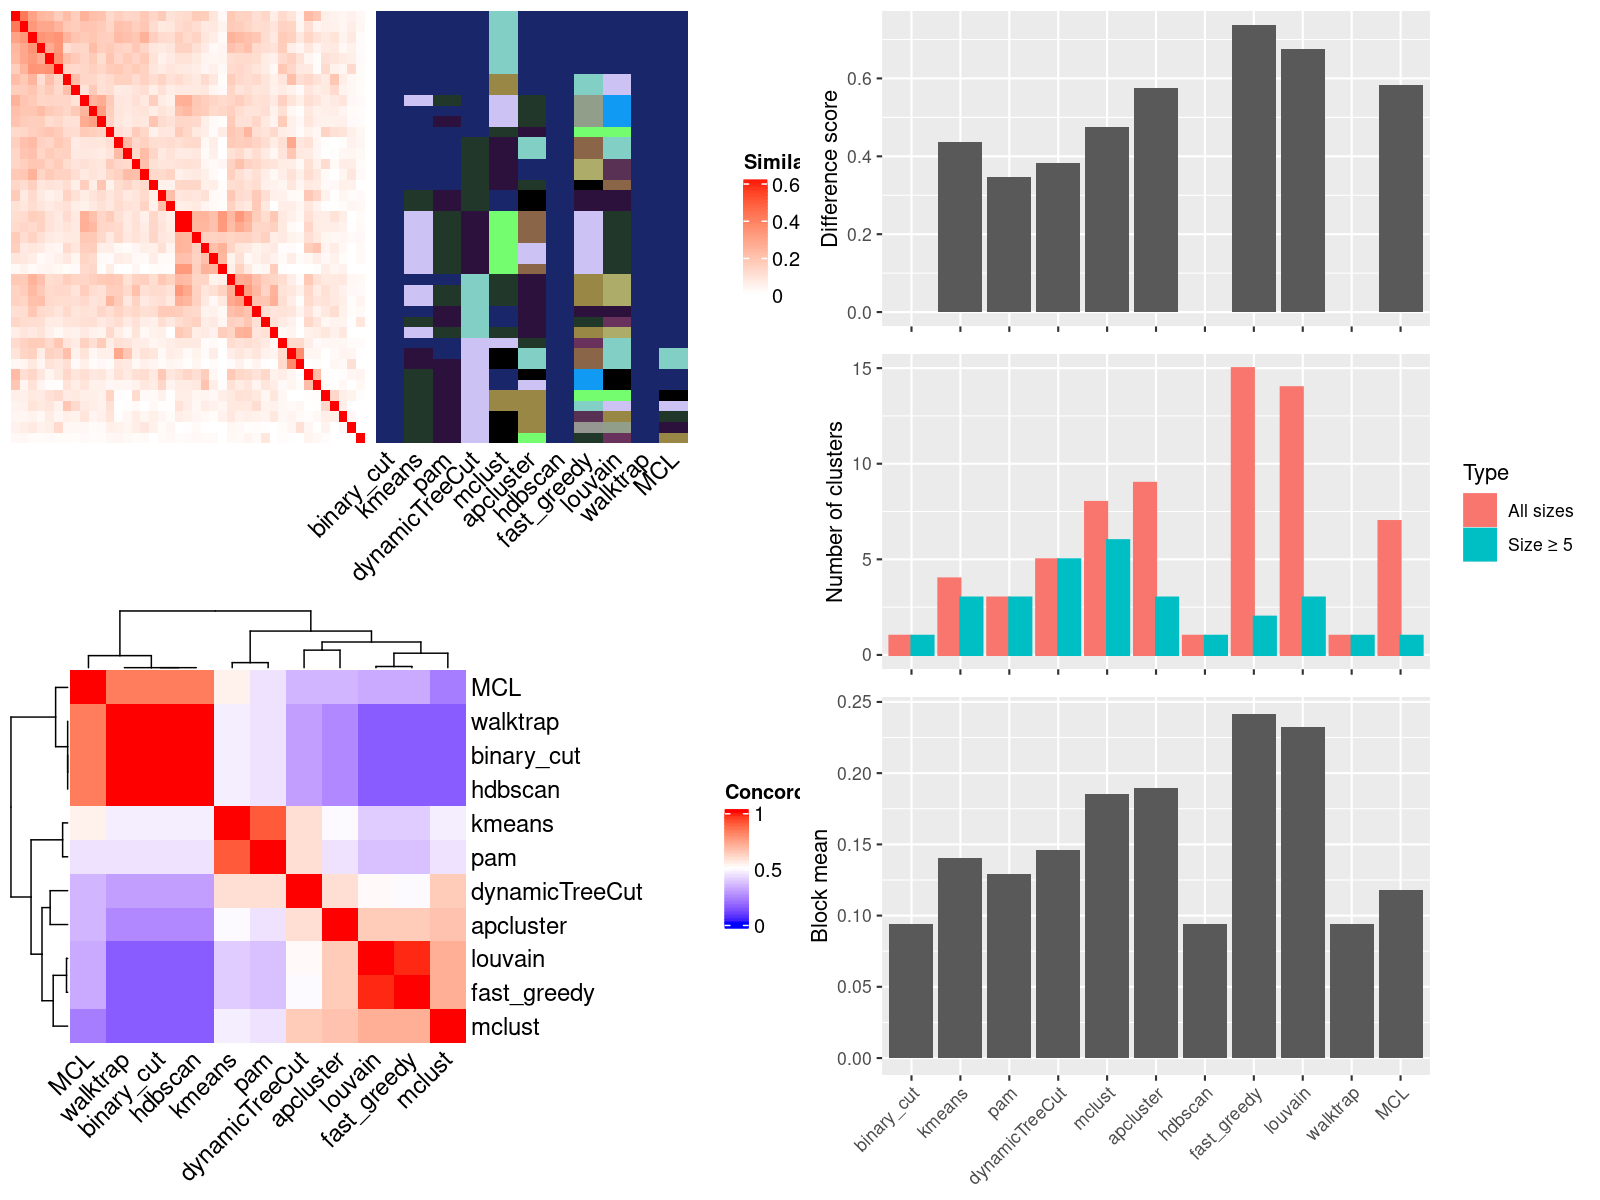 Simila
0.6
0.4
0.2
0
binary_cut
kmeans
pam
dynamicTreeCut
mclust
apcluster
hdbscan
fast_greedy
louvain
walktrap
MCL
Difference score
0.6
0.4
0.2
0.0
Number of clusters
15
10
5
0
Type
All sizes
Size ≥ 5
MCL
walktrap
binary_cut
hdbscan
kmeans
pam
dynamicTreeCut
apcluster
louvain
fast_greedy
mclust
MCL
walktrap
binary_cut
hdbscan
kmeans
pam
dynamicTreeCut
apcluster
louvain
fast_greedy
mclust
Concord
1
0.5
0
Block mean
0.25
0.20
0.15
0.10
0.05
0.00
binary_cut
kmeans
pam
dynamicTreeCut
mclust
apcluster
hdbscan
fast_greedy
louvain
walktrap
MCL